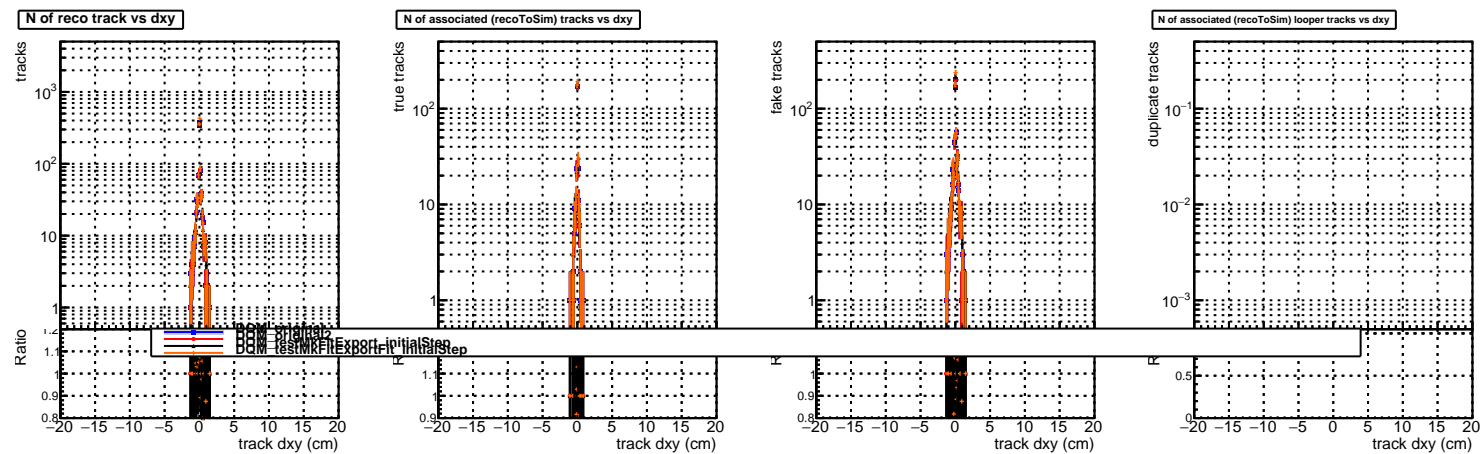 N of reco track vs dxy
tracks
10³
10²
10
1
Ratio
1.2
1.1
1
0.9
0.8
−20 −15 −10 −5 0 5 10 15 20
track dxy (cm)
N of associated (recoToSim) tracks vs dxy
true tracks
10²
10
1
1.1
1
0.9
−20 −15 −10 −5 0 5 10 15 20
track dxy (cm)
fake tracks
10²
10
1
1.1
1
0.9
−20 −15 −10 −5 0 5 10 15 20
track dxy (cm)
N of associated (recoToSim) looper tracks vs dxy
duplicate tracks
10⁻¹
10⁻²
10⁻³
0.5
0
−20 −15 −10 −5 0 5 10 15 20
track dxy (cm)
DQM_testMkFitExport_initialStep
DQM_testMkFitExportFit_initialStep